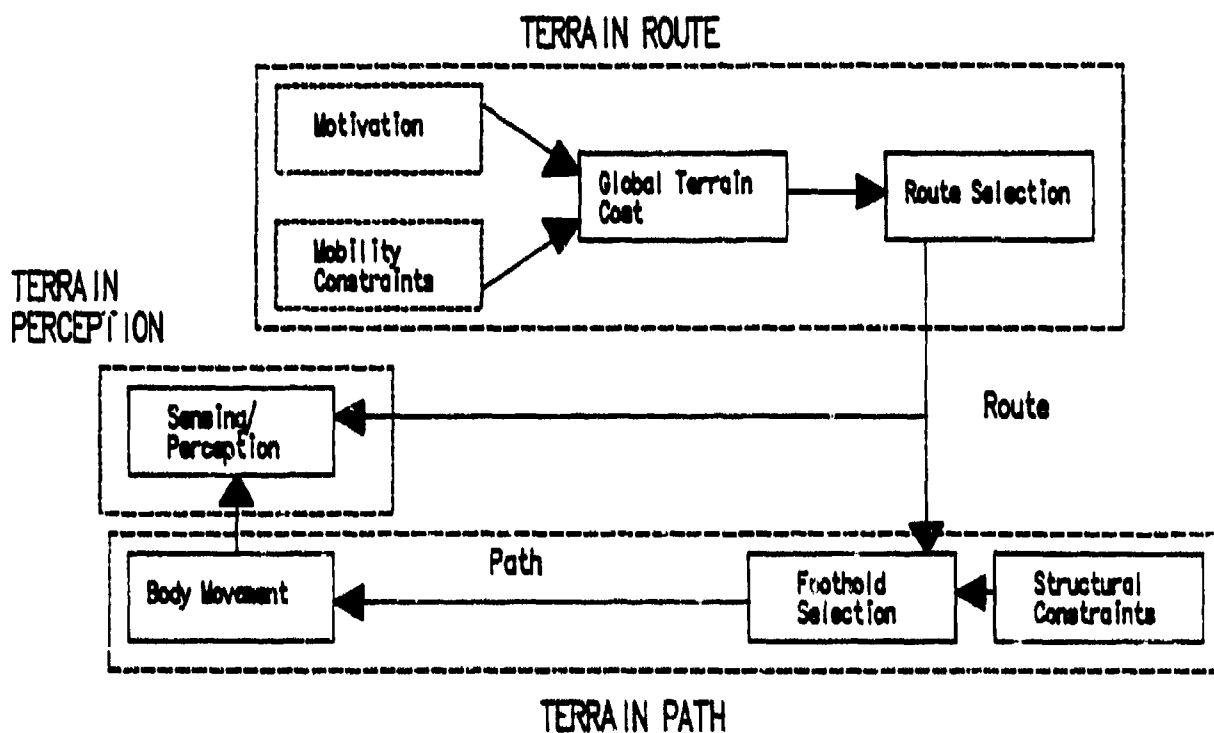 TERRAIN ROUTE
Motivation
Global Terrain
Cost
Route Selection
Mobility
Constraints
TERRAIN
PERCEPTION
Sensing/
Perception
Route
Path
Body Movement
Foothold
Selection
Structural
Constraints
TERRAIN PATH